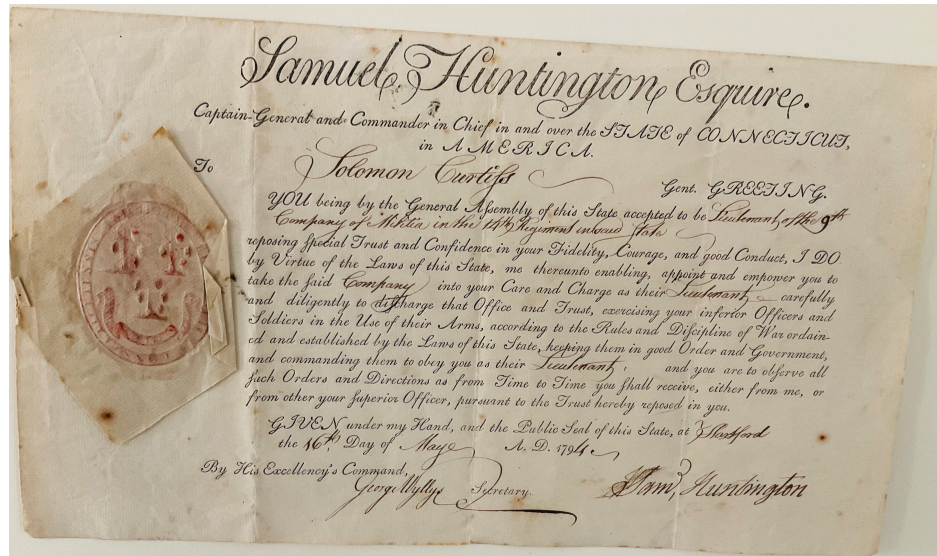 Samuel Huntington Esquire.
Captain-General and Commander in Chief in and over the STATE of CONNECTICUT,
in AMERICA.
To Solomon Curtiss Gent. GREETING.
YOU being by the General Assembly of this State accepted to be Lieutenant of the 9th
Company of Militia in the 14th Regiment in said State
reposing special Trust and Confidence in your Fidelity, Courage, and good Conduct, I DO
by Virtue of the Laws of this State, me thereunto enabling, appoint and empower you to
take the said Company into your Care and Charge as their Lieutenant carefully
and diligently to discharge that Office and Trust, exercising your inferior Officers and
Soldiers in the Use of their Arms, according to the Rules and Discipline of War ordain-
ed and established by the Laws of this State, keeping them in good Order and Government,
and commanding them to obey you as their Lieutenant, and you are to observe all
such Orders and Directions as from Time to Time you shall receive, either from me, or
from other your superior Officer, pursuant to the Trust hereby reposed in you.
GIVEN under my Hand, and the Public Seal of this State, at Hartford
the 16th Day of May A. D. 1794
By His Excellency's Command,
George Wyllys Secretary. Saml. Huntington